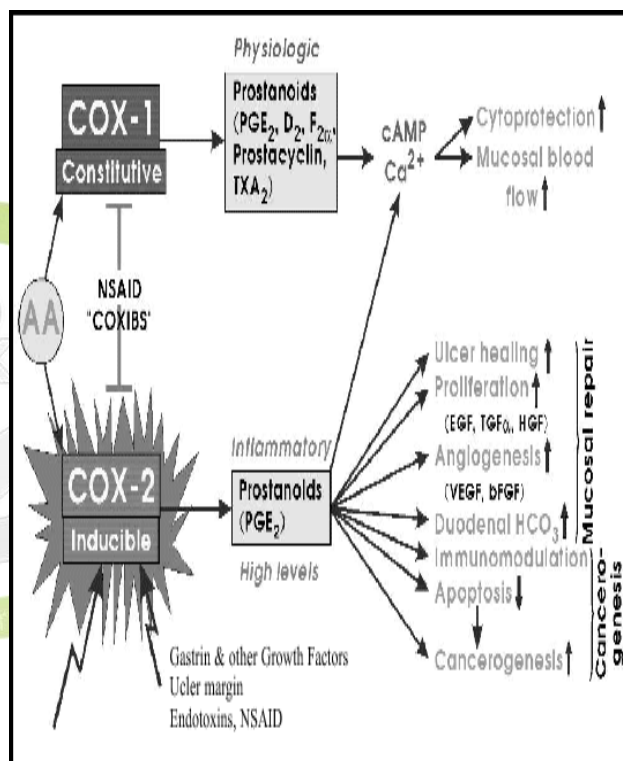 Physiologic
COX-1
Constitutive
Prostanoids
(PGE₂, D₂, F₂α,
Prostacyclin,
TXA₂)
cAMP
Ca²⁺
Cytoprotection
Mucosal blood
flow
AA
NSAID
"COXIBS"
COX-2
Inducible
Inflammatory
Prostanoids
(PGE₂)
High levels
Ulcer healing
Proliferation
(EGF, TGFα, HGF)
Angiogenesis
(VEGF, bFGF)
Duodenal HCO₃
Immunomodulation
Apoptosis
Cancerogenesis
Mucosal repair
Cancero-
genesis
Gastrin & other Growth Factors
Ucler margin
Endotoxins, NSAID